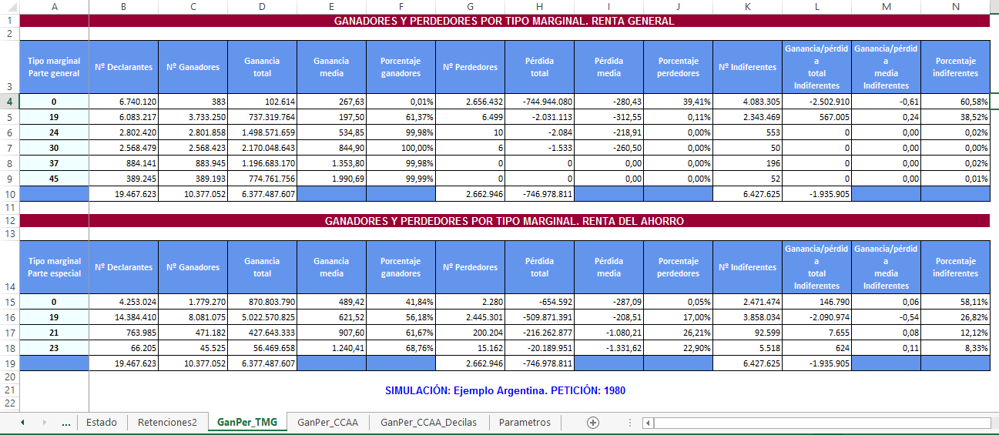 A B C D E F G H I J K L M N
1 GANADORES Y PERDEDORES POR TIPO MARGINAL. RENTA GENERAL
2
3 Tipo marginal Parte general Nº Declarantes Nº Ganadores Ganancia total Ganancia media Porcentaje ganadores Nº Perdedores Pérdida total Pérdida media Porcentaje perdedores Nº Indiferentes Ganancia/pérdida total Indiferentes Ganancia/pérdida media Indiferentes Porcentaje indiferentes
4 0 6.740.120 383 102.614 267,63 0,01% 2.656.432 -744.944.080 -280,43 39,41% 4.083.305 -2.502.910 -0,61 60,58%
5 19 6.083.217 3.733.250 737.319.764 197,50 61,37% 6.499 -2.031.113 -312,55 0,11% 2.343.469 567.005 0,24 38,52%
6 24 2.802.420 2.801.858 1.498.571.659 534,85 99,98% 10 -2.084 -218,91 0,00% 553 0 0,00 0,02%
7 30 2.568.479 2.568.423 2.170.048.643 844,90 100,00% 6 -1.533 -260,50 0,00% 50 0 0,00 0,00%
8 37 884.141 883.945 1.196.683.170 1.353,80 99,98% 0 0 0,00 0,00% 196 0 0,00 0,02%
9 45 389.245 389.193 774.761.756 1.990,69 99,99% 0 0 0,00 0,00% 52 0 0,00 0,01%
10 19.467.623 10.377.052 6.377.487.607 2.662.946 -746.978.811 6.427.625 -1.935.905
11
12 GANADORES Y PERDEDORES POR TIPO MARGINAL. RENTA DEL AHORRO
13
14 Tipo marginal Parte especial Nº Declarantes Nº Ganadores Ganancia total Ganancia media Porcentaje ganadores Nº Perdedores Pérdida total Pérdida media Porcentaje perdedores Nº Indiferentes Ganancia/pérdida total Indiferentes Ganancia/pérdida media Indiferentes Porcentaje indiferentes
15 0 4.253.024 1.779.270 870.803.790 489,42 41,84% 2.280 -654.592 -287,09 0,05% 2.471.474 146.790 0,06 58,11%
16 19 14.384.410 8.081.075 5.022.570.825 621,52 56,18% 2.445.301 -509.871.391 -208,51 17,00% 3.858.034 -2.090.974 -0,54 26,82%
17 21 763.985 471.182 427.643.333 907,60 61,67% 200.204 -216.262.877 -1.080,21 26,21% 92.599 7.655 0,08 12,12%
18 23 66.205 45.525 56.469.658 1.240,41 68,76% 15.162 -20.189.951 -1.331,62 22,90% 5.518 624 0,11 8,33%
19 19.467.623 10.377.052 6.377.487.607 2.662.946 -746.978.811 6.427.625 -1.935.905
20
21 SIMULACIÓN: Ejemplo Argentina. PETICIÓN: 1980
22
... Estado Retenciones2 GanPer_TMG GanPer_CCAA GanPer_CCAA_Decilas Parametros